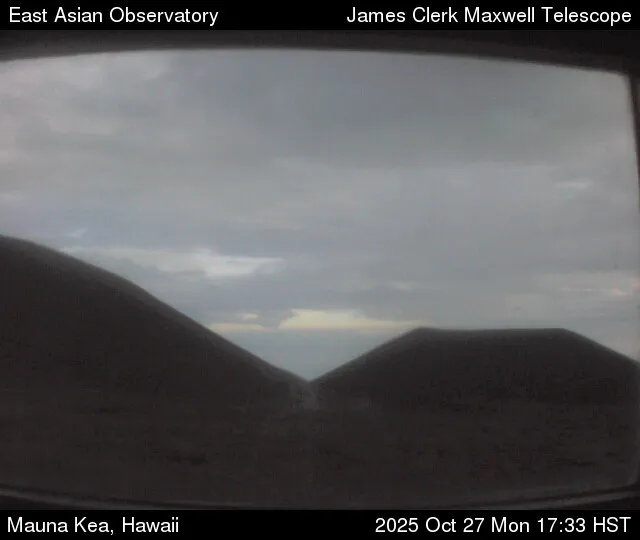 East Asian Observatory
James Clerk Maxwell Telescope
Mauna Kea, Hawaii
2025 Oct 27 Mon 17:33 HST